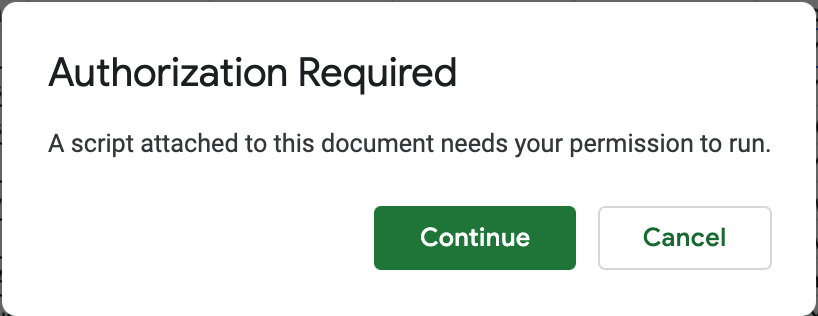 Authorization Required
A script attached to this document needs your permission to run.
Continue
Cancel